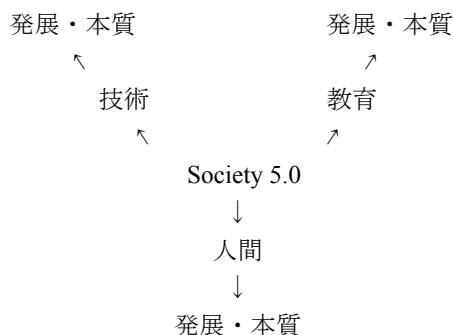 発展・本質 発展・本質
↖ ↗
技術 教育
↖ ↗
Society 5.0
↓
人間
↓
発展・本質